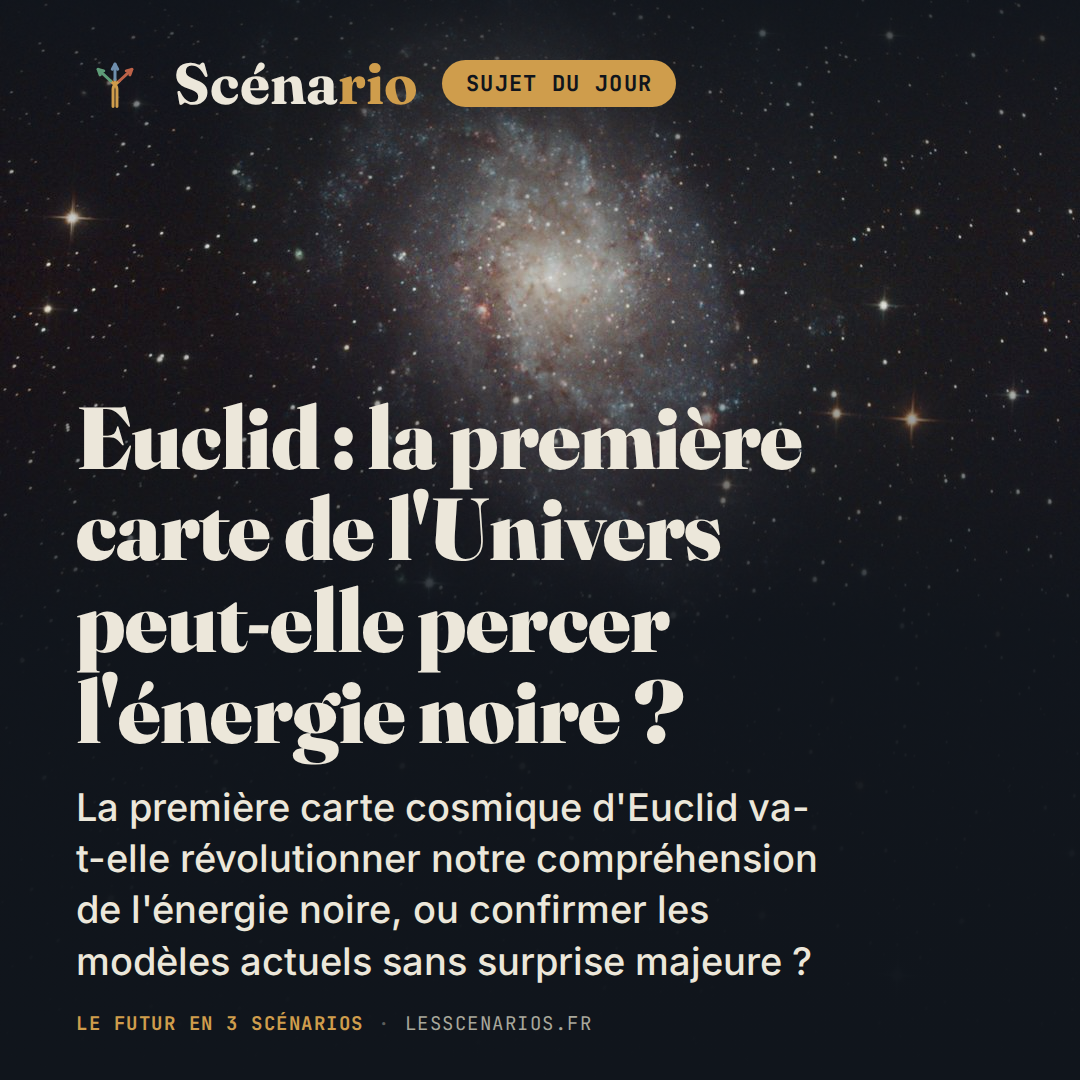 Scénario
SUJET DU JOUR
Euclid : la première
carte de l'Univers
peut-elle percer
l'énergie noire ?
La première carte cosmique d'Euclid va-
t-elle révolutionner notre compréhension
de l'énergie noire, ou confirmer les
modèles actuels sans surprise majeure ?
LE FUTUR EN 3 SCÉNARIOS · LESSCENARIOS.FR